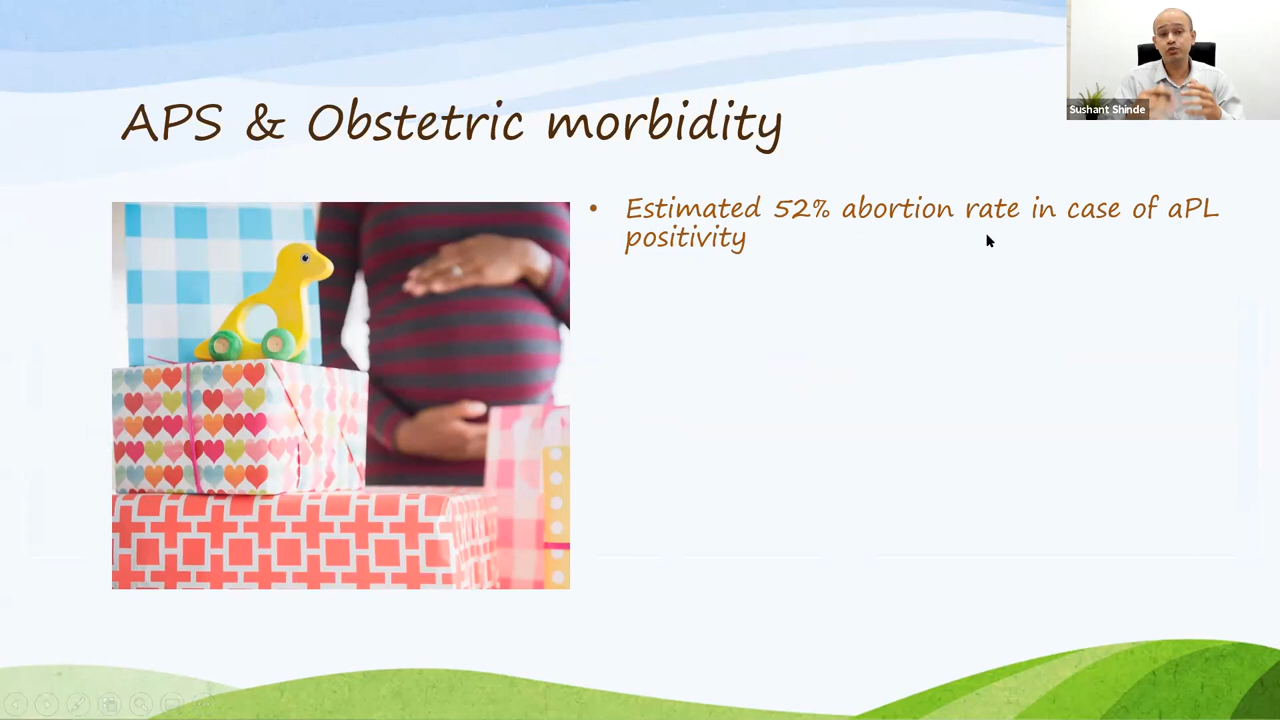 Sushant Shinde
APS & Obstetric morbidity
• Estimated 52% abortion rate in case of aPL
positivity